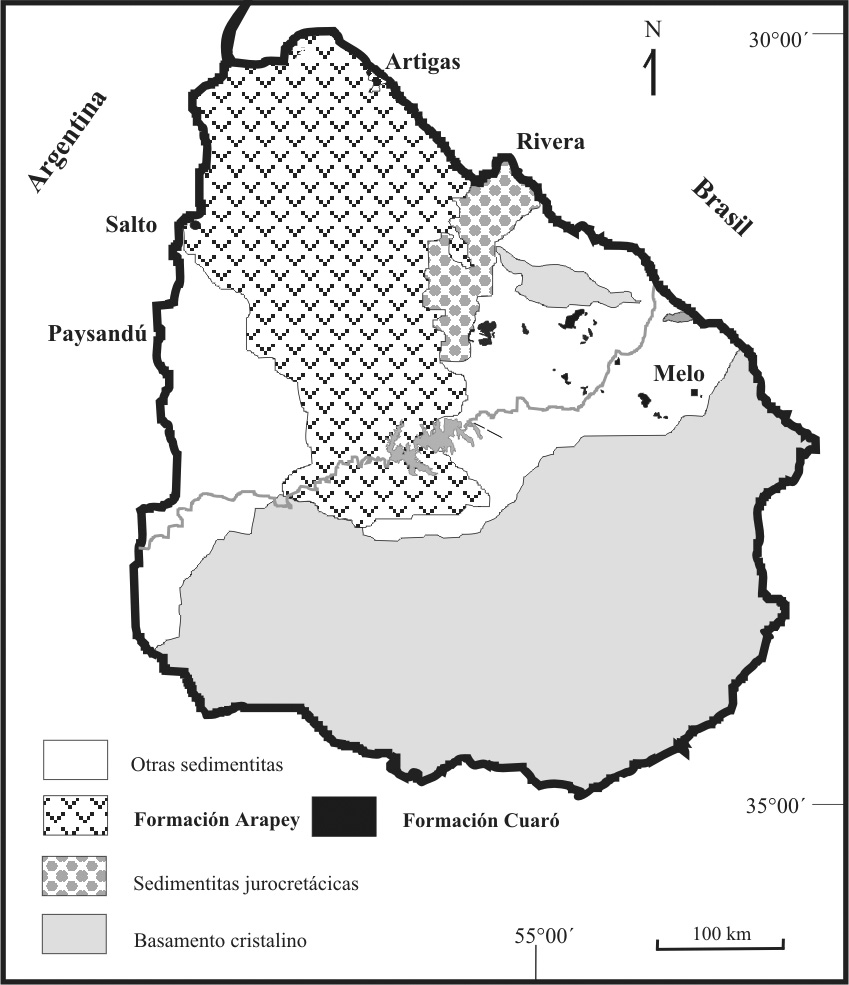 N
30°00´
Artigas
Argentina
Rivera
Brasil
Salto
Paysandú
Melo
Otras sedimentitas
Formación Arapey
Formación Cuaró
35°00´
Sedimentitas jurocretácicas
Basamento cristalino
55°00´
100 km